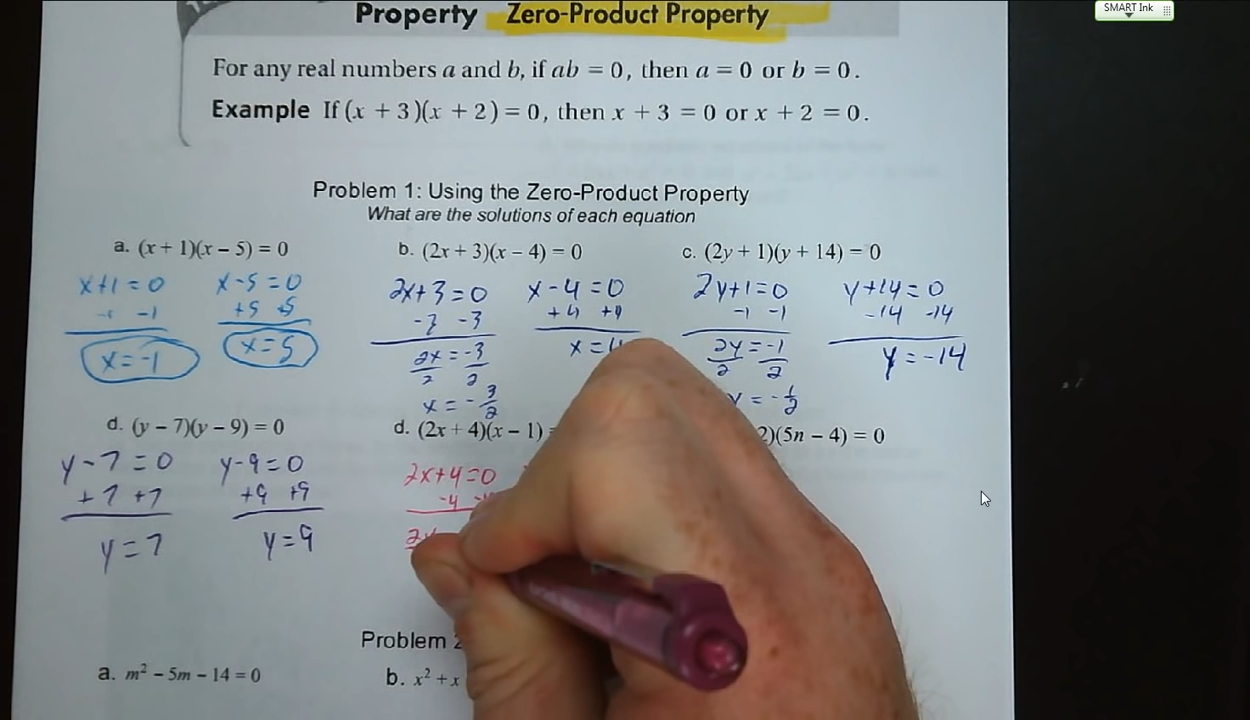 SMART Ink
Property Zero-Product Property
For any real numbers a and b, if ab = 0, then a = 0 or b = 0.
Example If (x + 3)(x + 2) = 0, then x + 3 = 0 or x + 2 = 0.
Problem 1: Using the Zero-Product Property
What are the solutions of each equation
a. (x + 1)(x – 5) = 0
x+1=0 x-5=0
-1 +5 5
x=-1 x=5
b. (2x + 3)(x – 4) = 0
2x+3=0 x-4=0
-3 -3 +4 +4
2x=-3 x=4
2 2
x=-3/2
c. (2y + 1)(y + 14) = 0
2y+1=0 y+14=0
-1 -1 -14 -14
2y=-1 y=-14
2 2
y=-1/2
d. (y – 7)(y – 9) = 0
y-7=0 y-9=0
+7 +7 +9 +9
y=7 y=9
d. (2x + 4)(x – 1)
2x+4=0
-4
2x
2)(5n – 4) = 0
Problem 2
a. m² – 5m – 14 = 0
b. x² + x